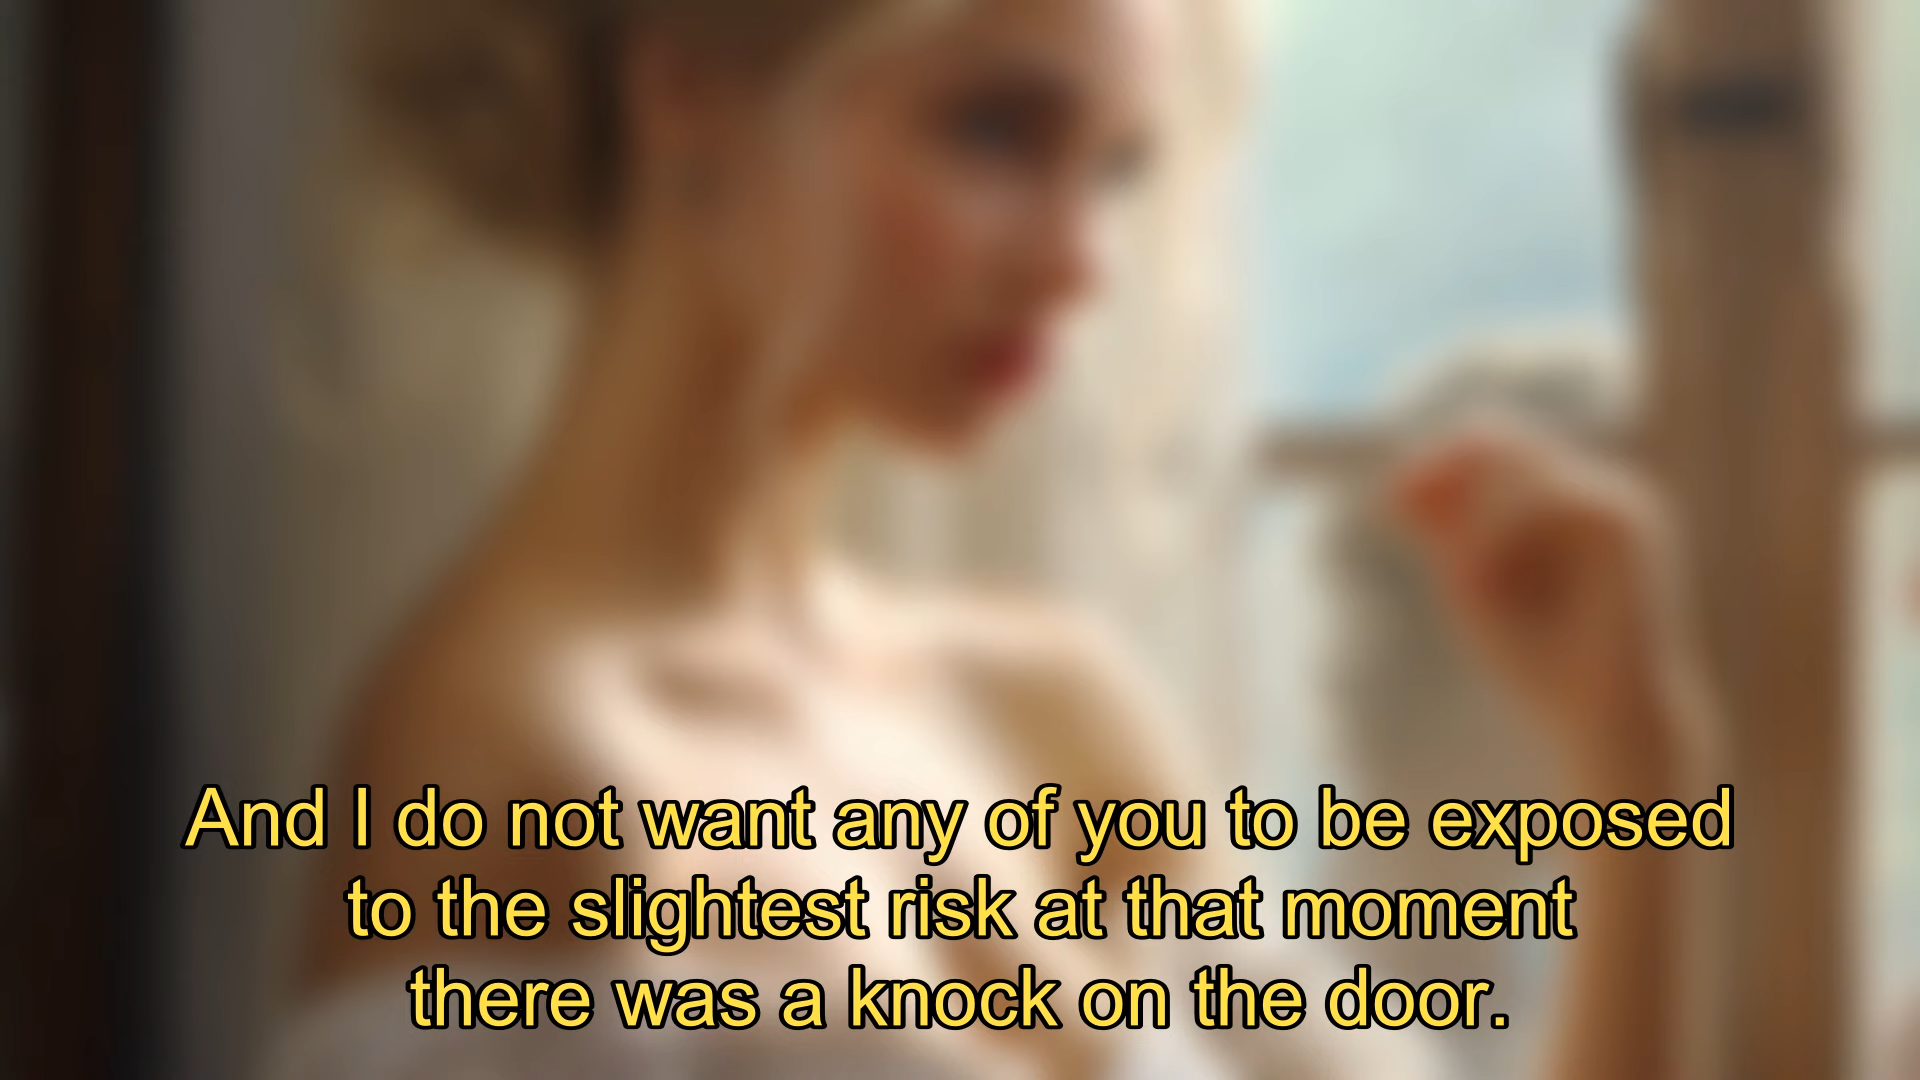 And I do not want any of you to be exposed
to the slightest risk at that moment
there was a knock on the door.